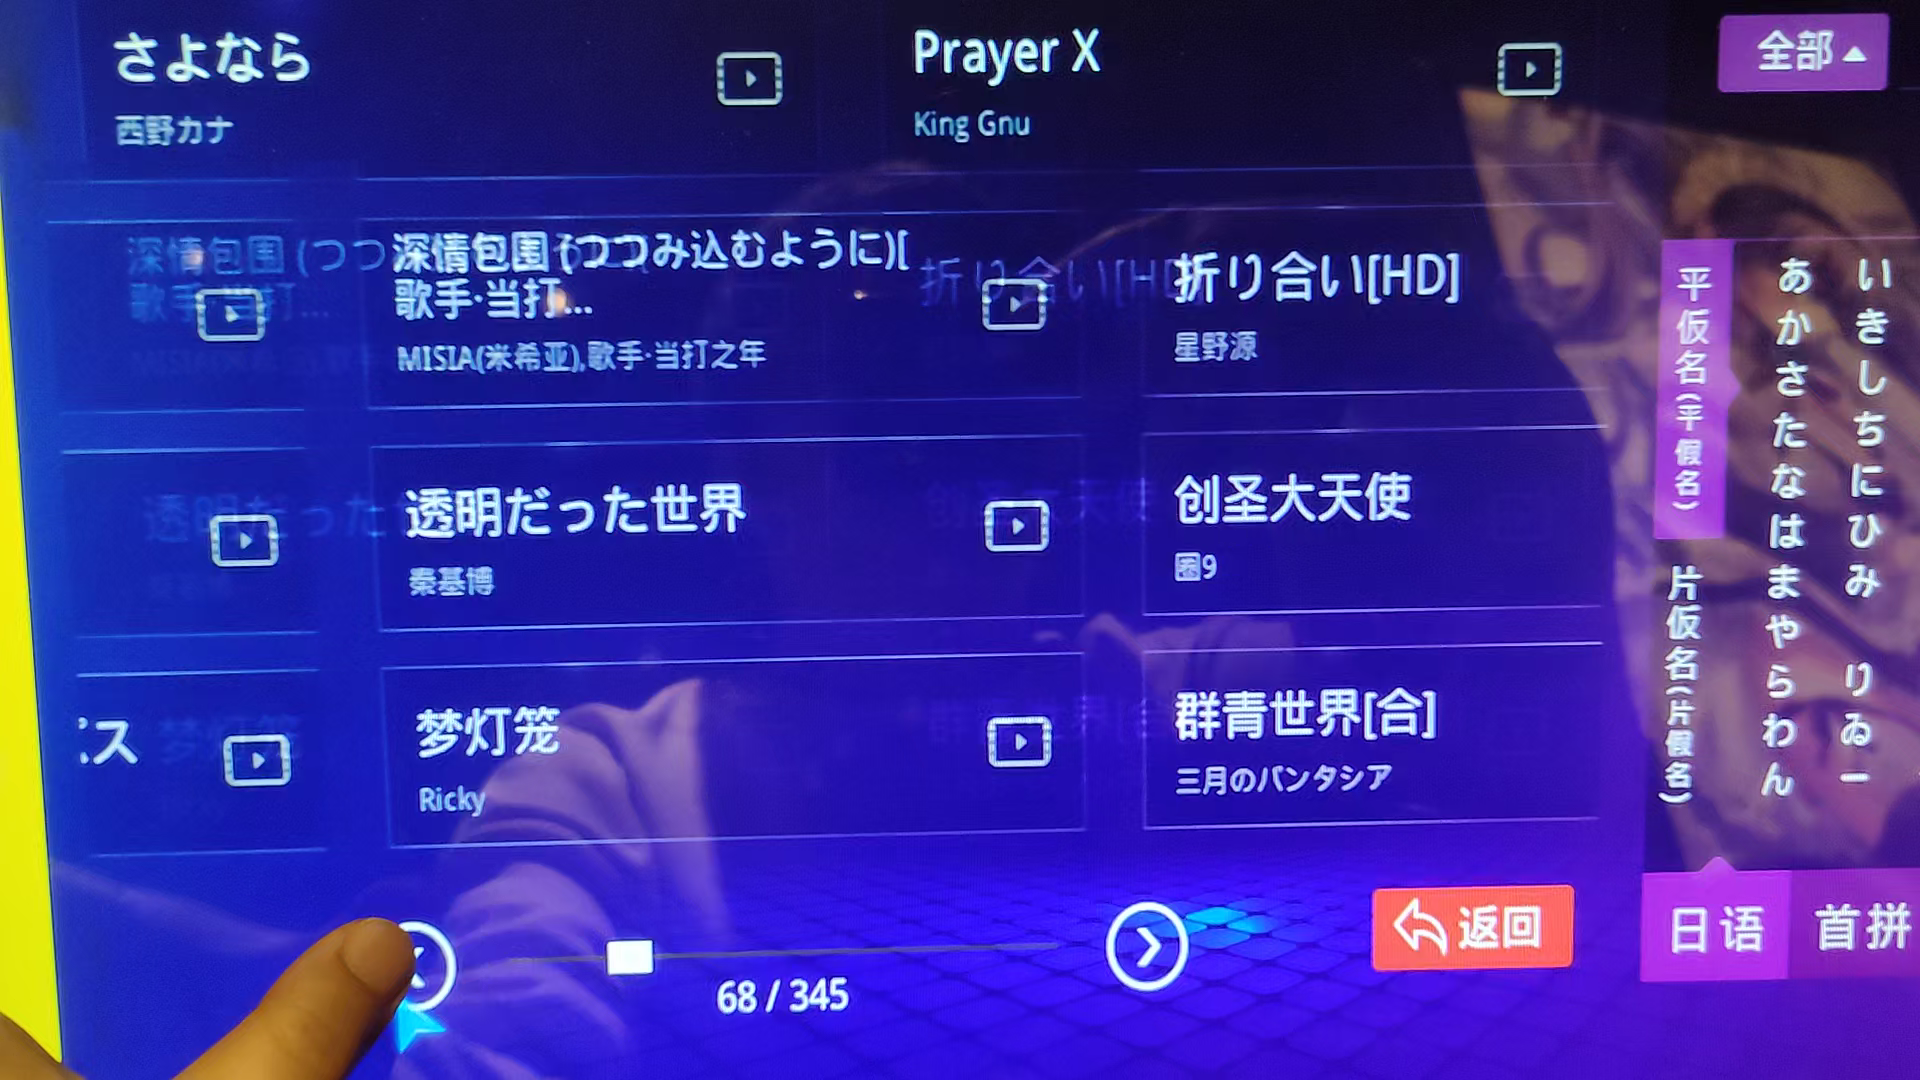 さよなら
西野カナ
Prayer X
King Gnu
全部
深情包围 (つつみ込むように)[
歌手·当打...
MISIA(米希亚),歌手·当打之年
折り合い[HD]
星野源
透明だった世界
秦基博
创圣大天使
圈9
ス
梦灯笼
Ricky
群青世界[合]
三月のパンタシア
平仮名(平假名)
片仮名(片假名)
あかさたなはまやらわん
いきしちにひみ りゐー
68 / 345
返回
日语
首拼